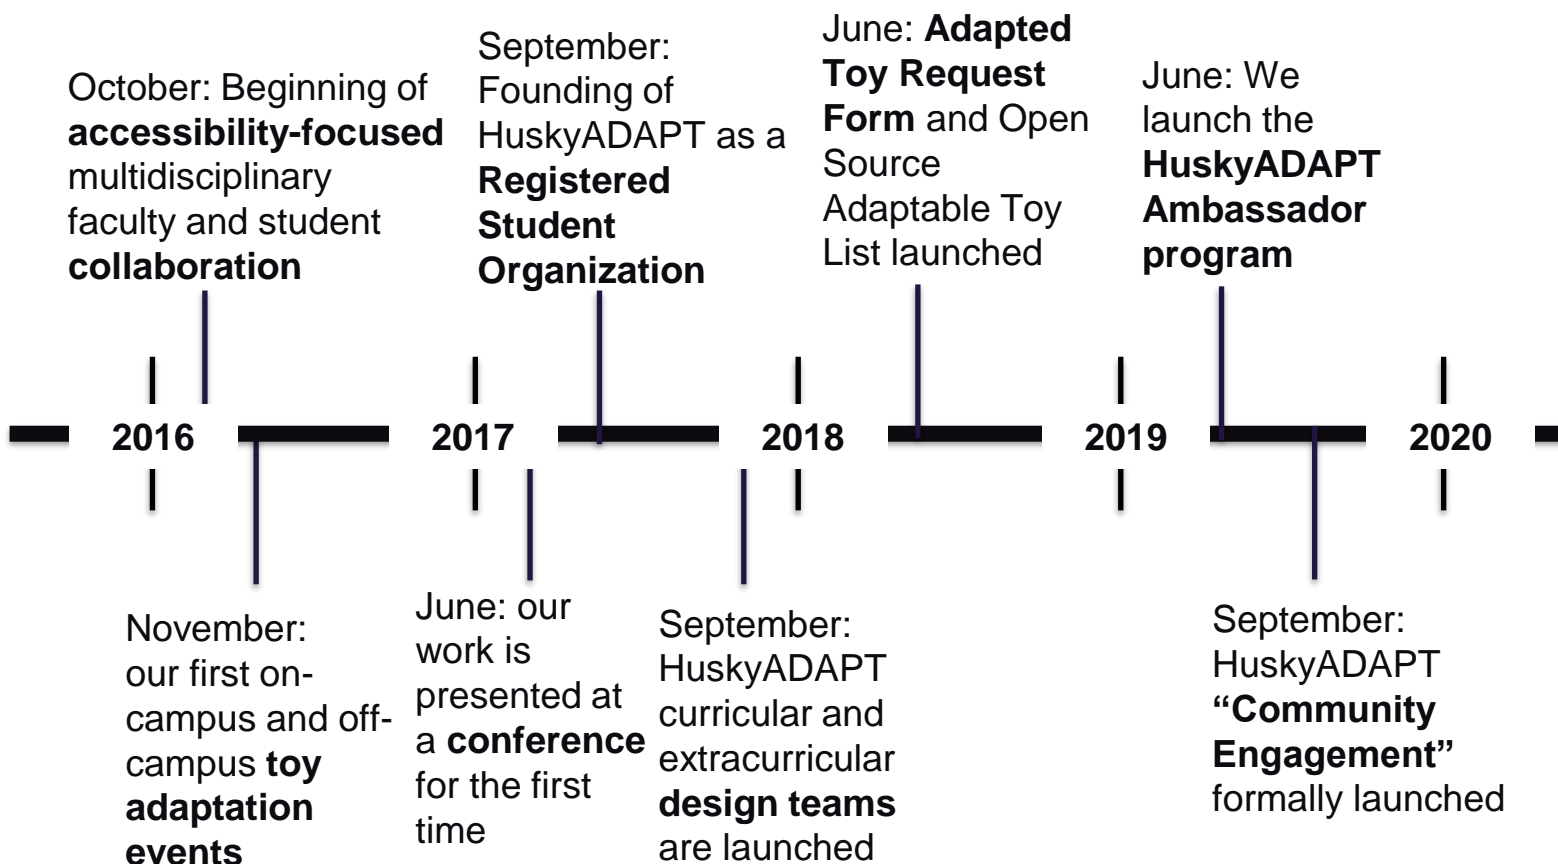 October: Beginning of
accessibility-focused
multidisciplinary
faculty and student
collaboration
September:
Founding of
HuskyADAPT as a
Registered
Student
Organization
June: Adapted
Toy Request
Form and Open
Source
Adaptable Toy
List launched
June: We
launch the
HuskyADAPT
Ambassador
program
2016
2017
2018
2019
2020
November:
our first on-
campus and off-
campus toy
adaptation
events
June: our
work is
presented at
a conference
for the first
time
September:
HuskyADAPT
curricular and
extracurricular
design teams
are launched
September:
HuskyADAPT
“Community
Engagement”
formally launched